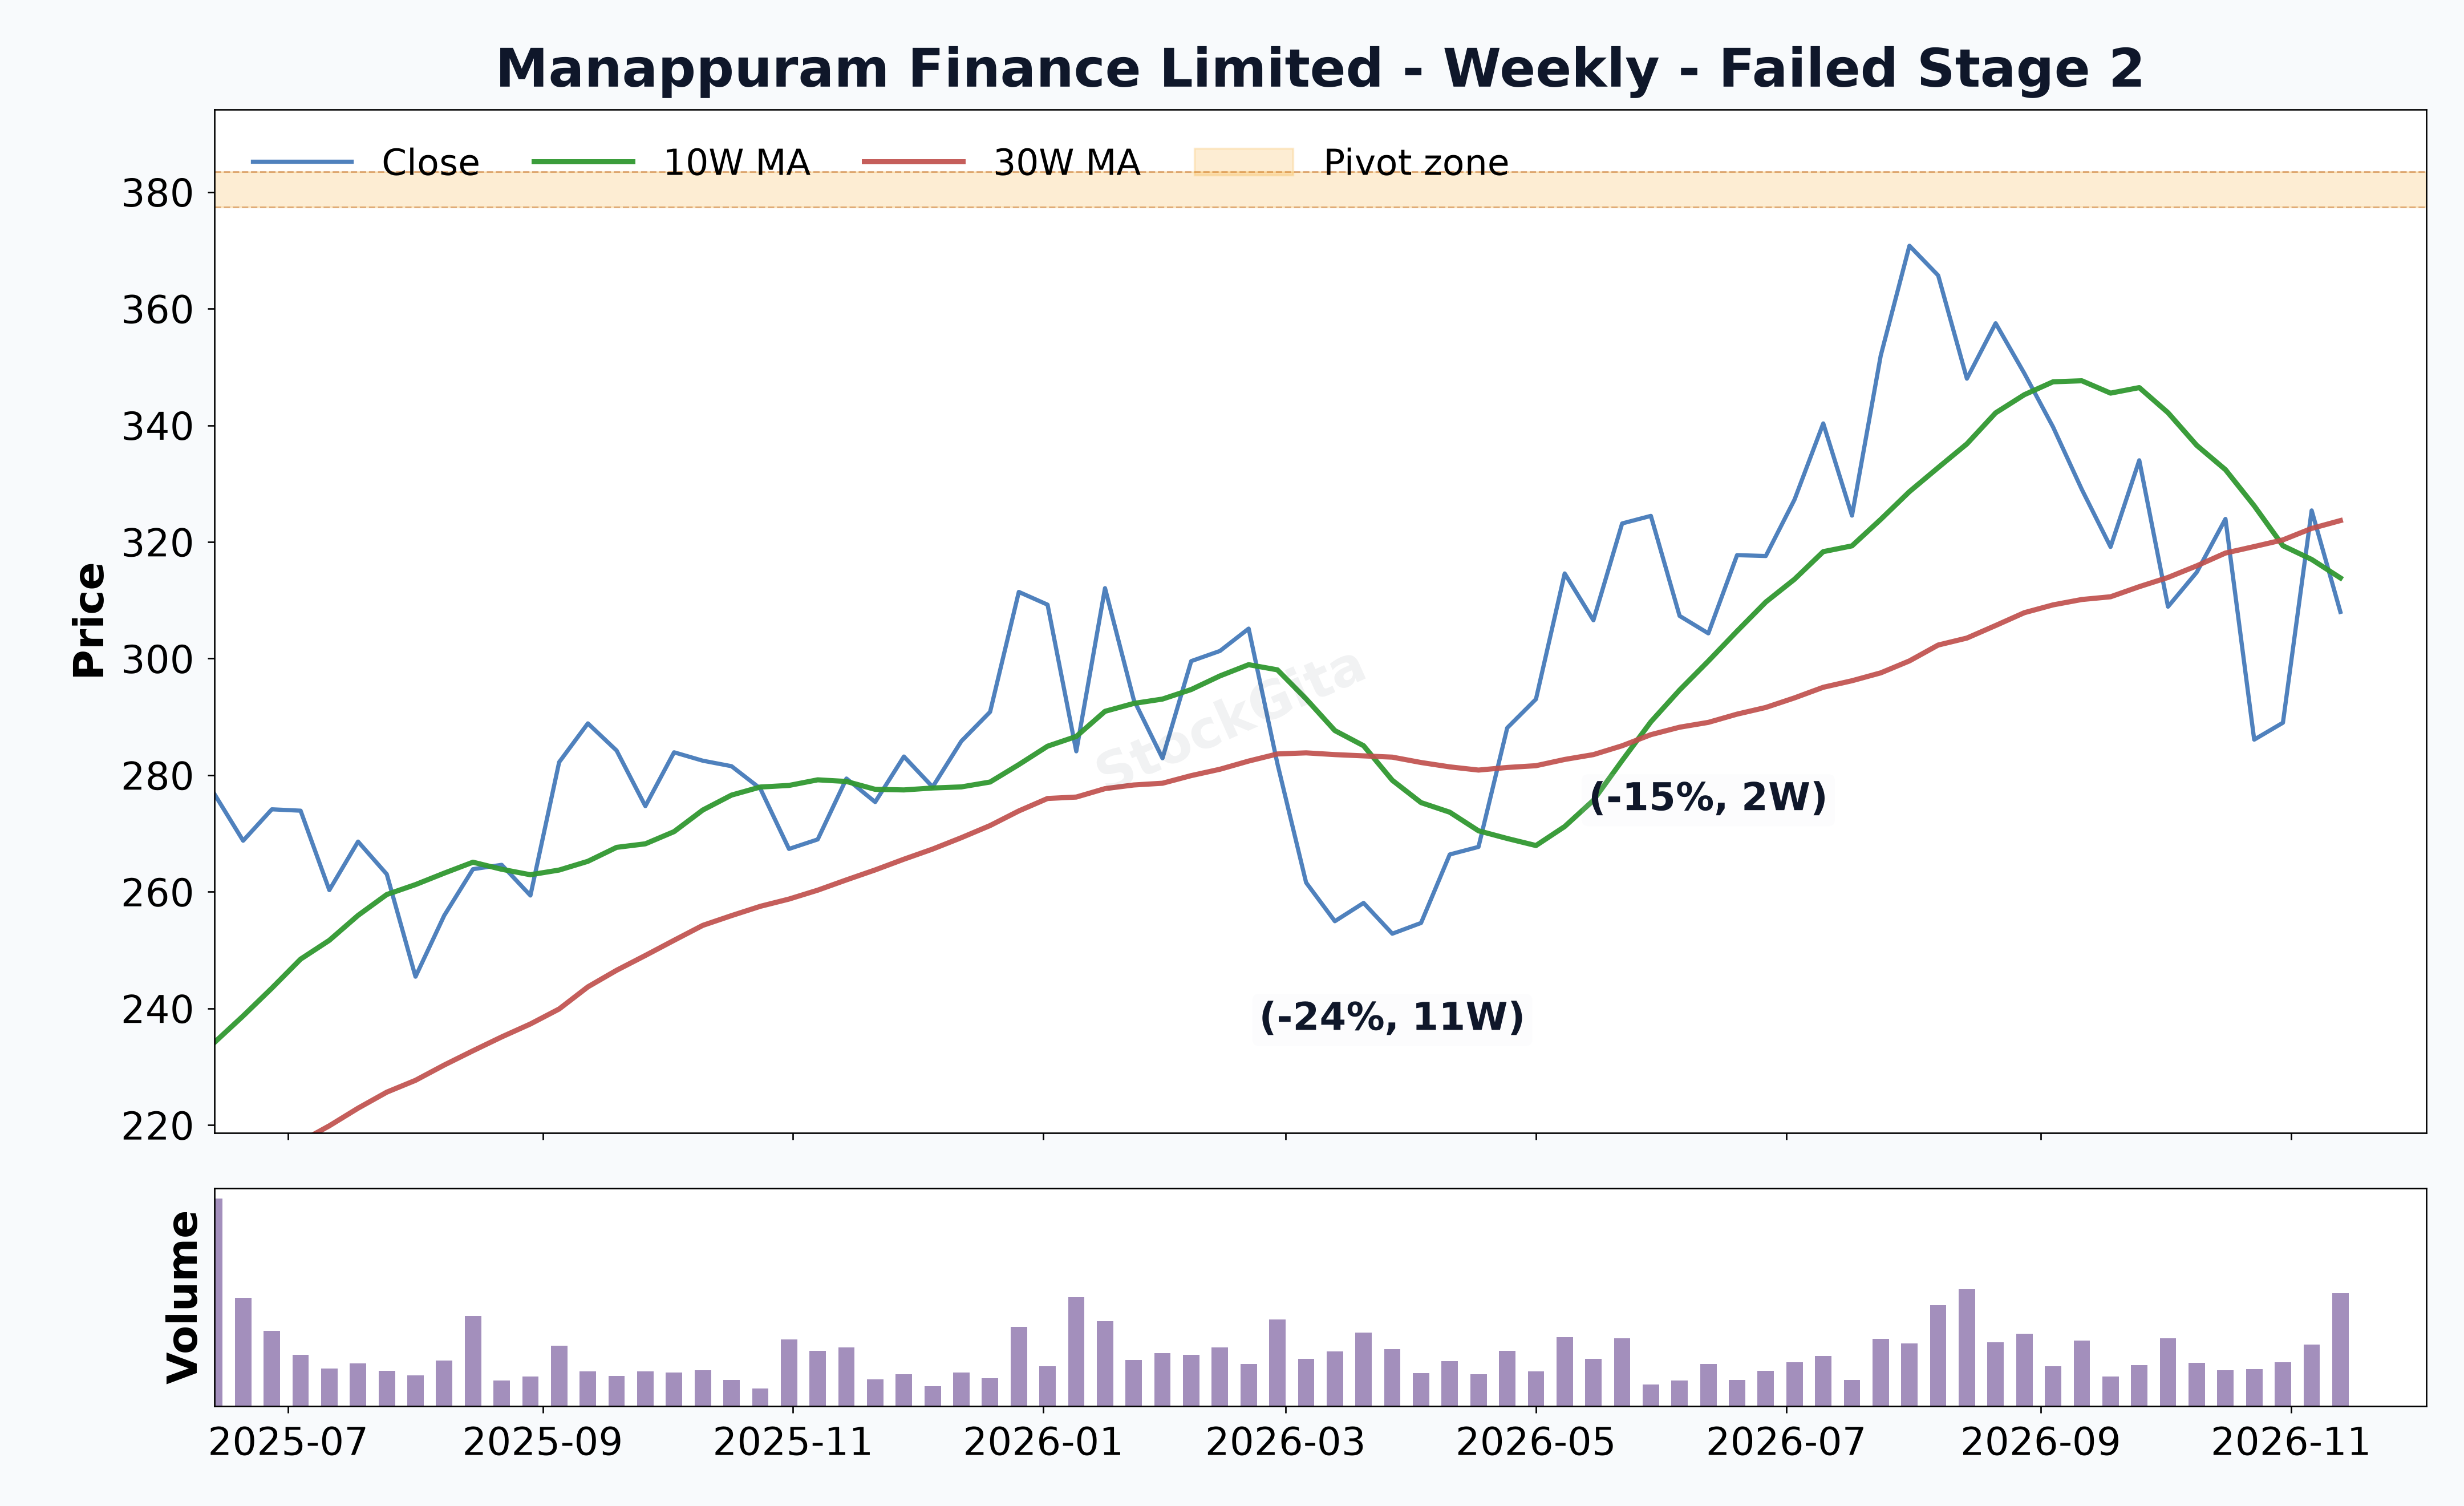 Manappuram Finance Limited - Weekly - Failed Stage 2
Close 10W MA 30W MA Pivot zone
380
360
340
320
300
280
260
240
220
Price
StockGita
(-15%, 2W)
(-24%, 11W)
Volume
2025-07 2025-09 2025-11 2026-01 2026-03 2026-05 2026-07 2026-09 2026-11